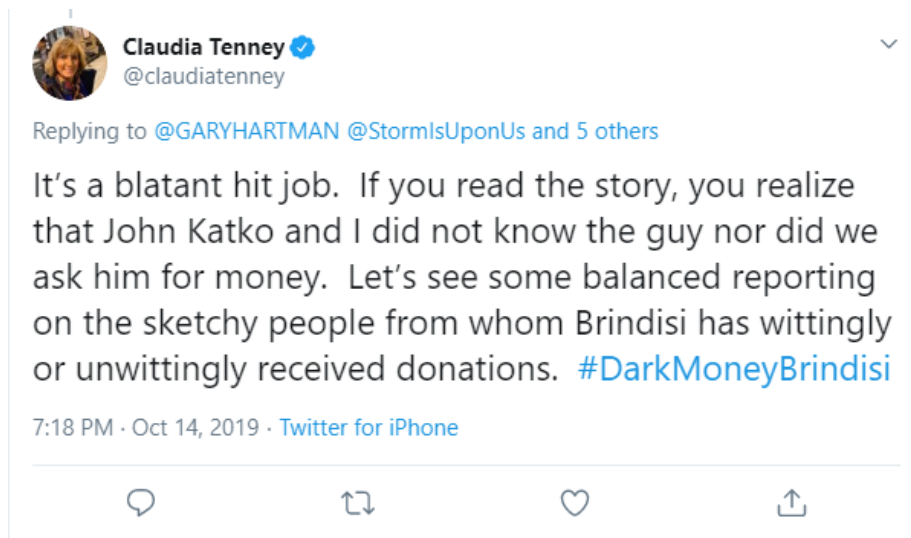 Claudia Tenney
@claudiatenney
Replying to @GARYHARTMAN @StormIsUponUs and 5 others
It’s a blatant hit job.  If you read the story, you realize
that John Katko and I did not know the guy nor did we
ask him for money.  Let’s see some balanced reporting
on the sketchy people from whom Brindisi has wittingly
or unwittingly received donations.  #DarkMoneyBrindisi
7:18 PM · Oct 14, 2019 · Twitter for iPhone